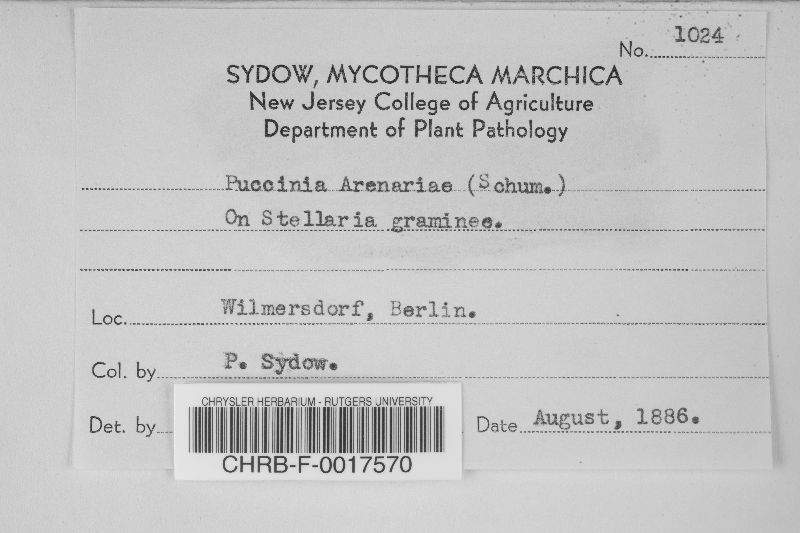 No. 1024
SYDOW, MYCOTHECA MARCHICA
New Jersey College of Agriculture
Department of Plant Pathology
Puccinia Arenariae (Schum.)
On Stellaria graminee.
Loc. Wilmersdorf, Berlin.
Col. by P. Sydow.
Det. by
Date August, 1886.
CHRYSLER HERBARIUM - RUTGERS UNIVERSITY
CHRB-F-0017570